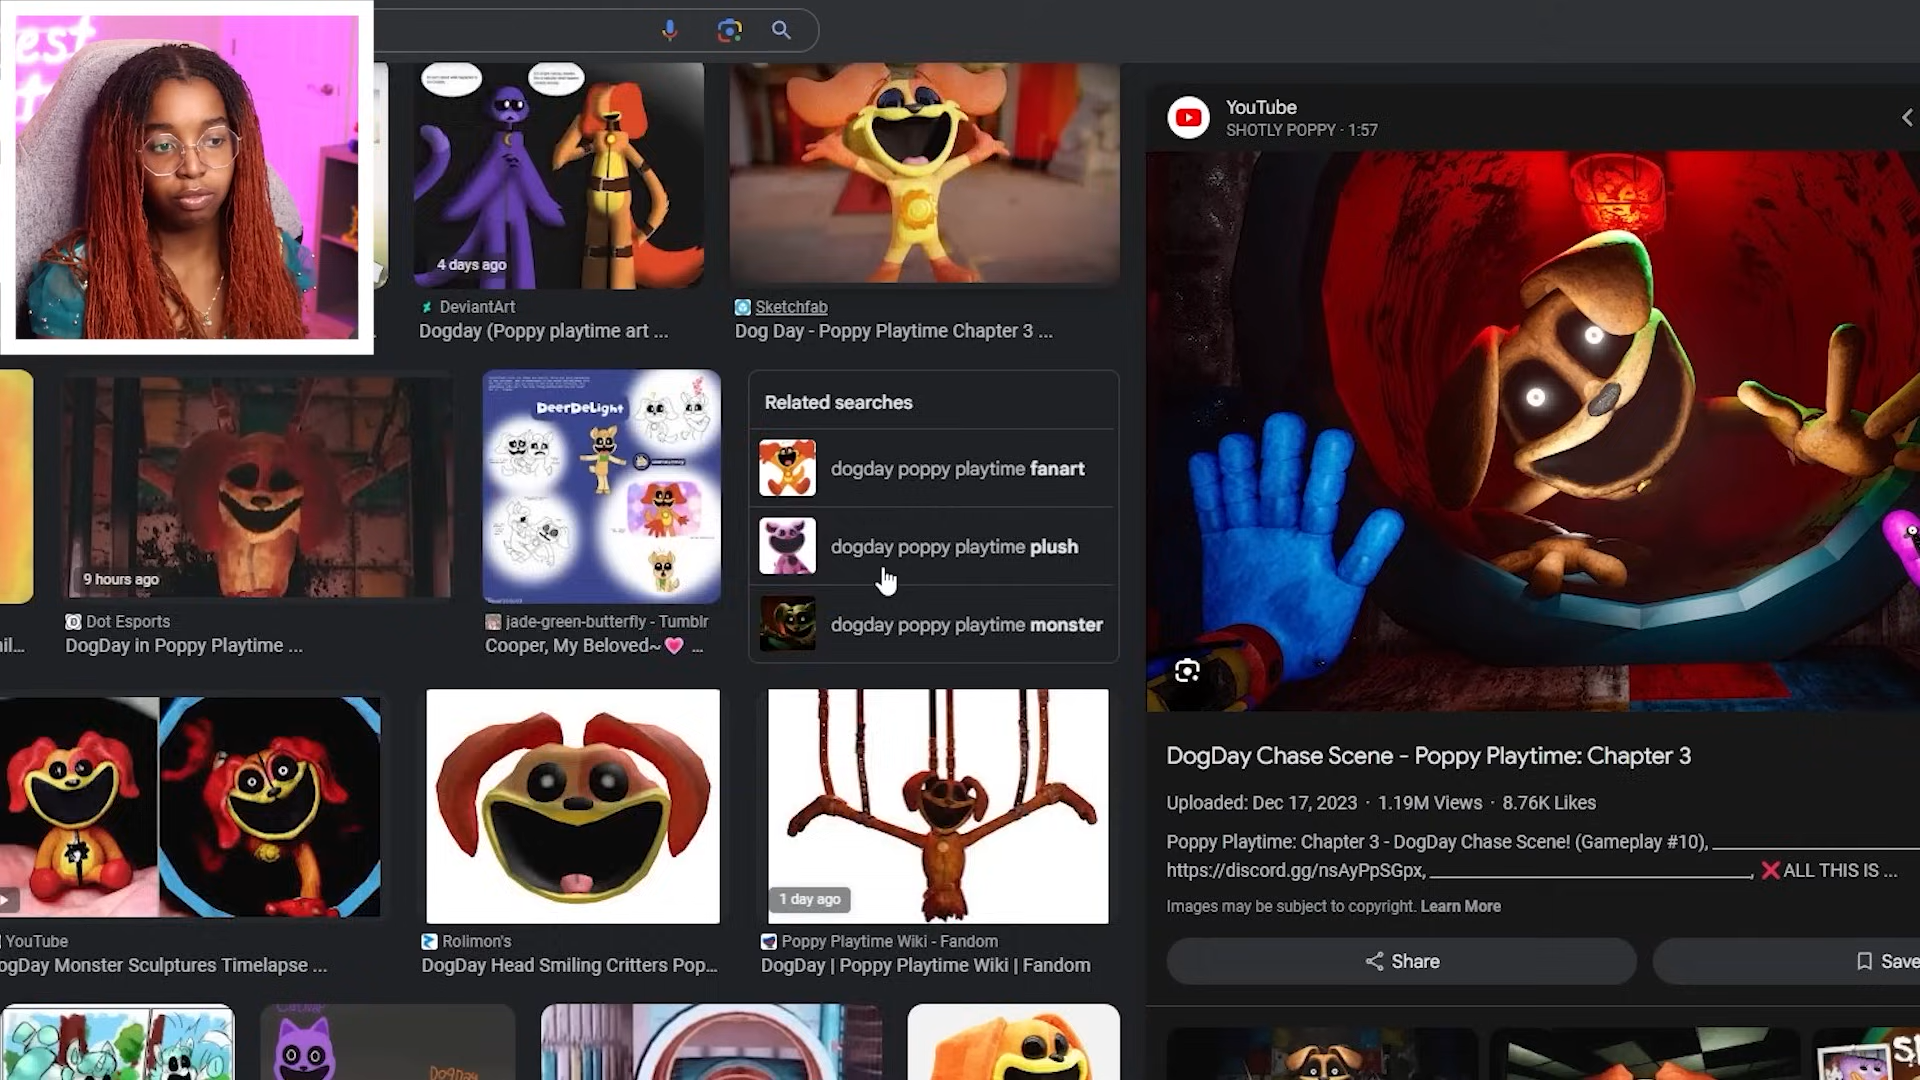 est
YouTube
SHOTLY POPPY · 1:57
4 days ago
DeviantArt
Dogday (Poppy playtime art ...
Sketchfab
Dog Day - Poppy Playtime Chapter 3 ...
DeerDeLight
Related searches
dogday poppy playtime fanart
dogday poppy playtime plush
dogday poppy playtime monster
9 hours ago
Dot Esports
DogDay in Poppy Playtime ...
jade-green-butterfly - Tumblr
Cooper, My Beloved~💗 ...
DogDay Chase Scene - Poppy Playtime: Chapter 3
Uploaded: Dec 17, 2023 · 1.19M Views · 8.76K Likes
Poppy Playtime: Chapter 3 - DogDay Chase Scene! (Gameplay #10),
https://discord.gg/nsAyPpSGpx, ❌ALL THIS IS ...
Images may be subject to copyright. Learn More
Share
Save
1 day ago
YouTube
ogDay Monster Sculptures Timelapse ...
Rolimon's
DogDay Head Smiling Critters Pop...
Poppy Playtime Wiki - Fandom
DogDay | Poppy Playtime Wiki | Fandom
CatNap
DogDay